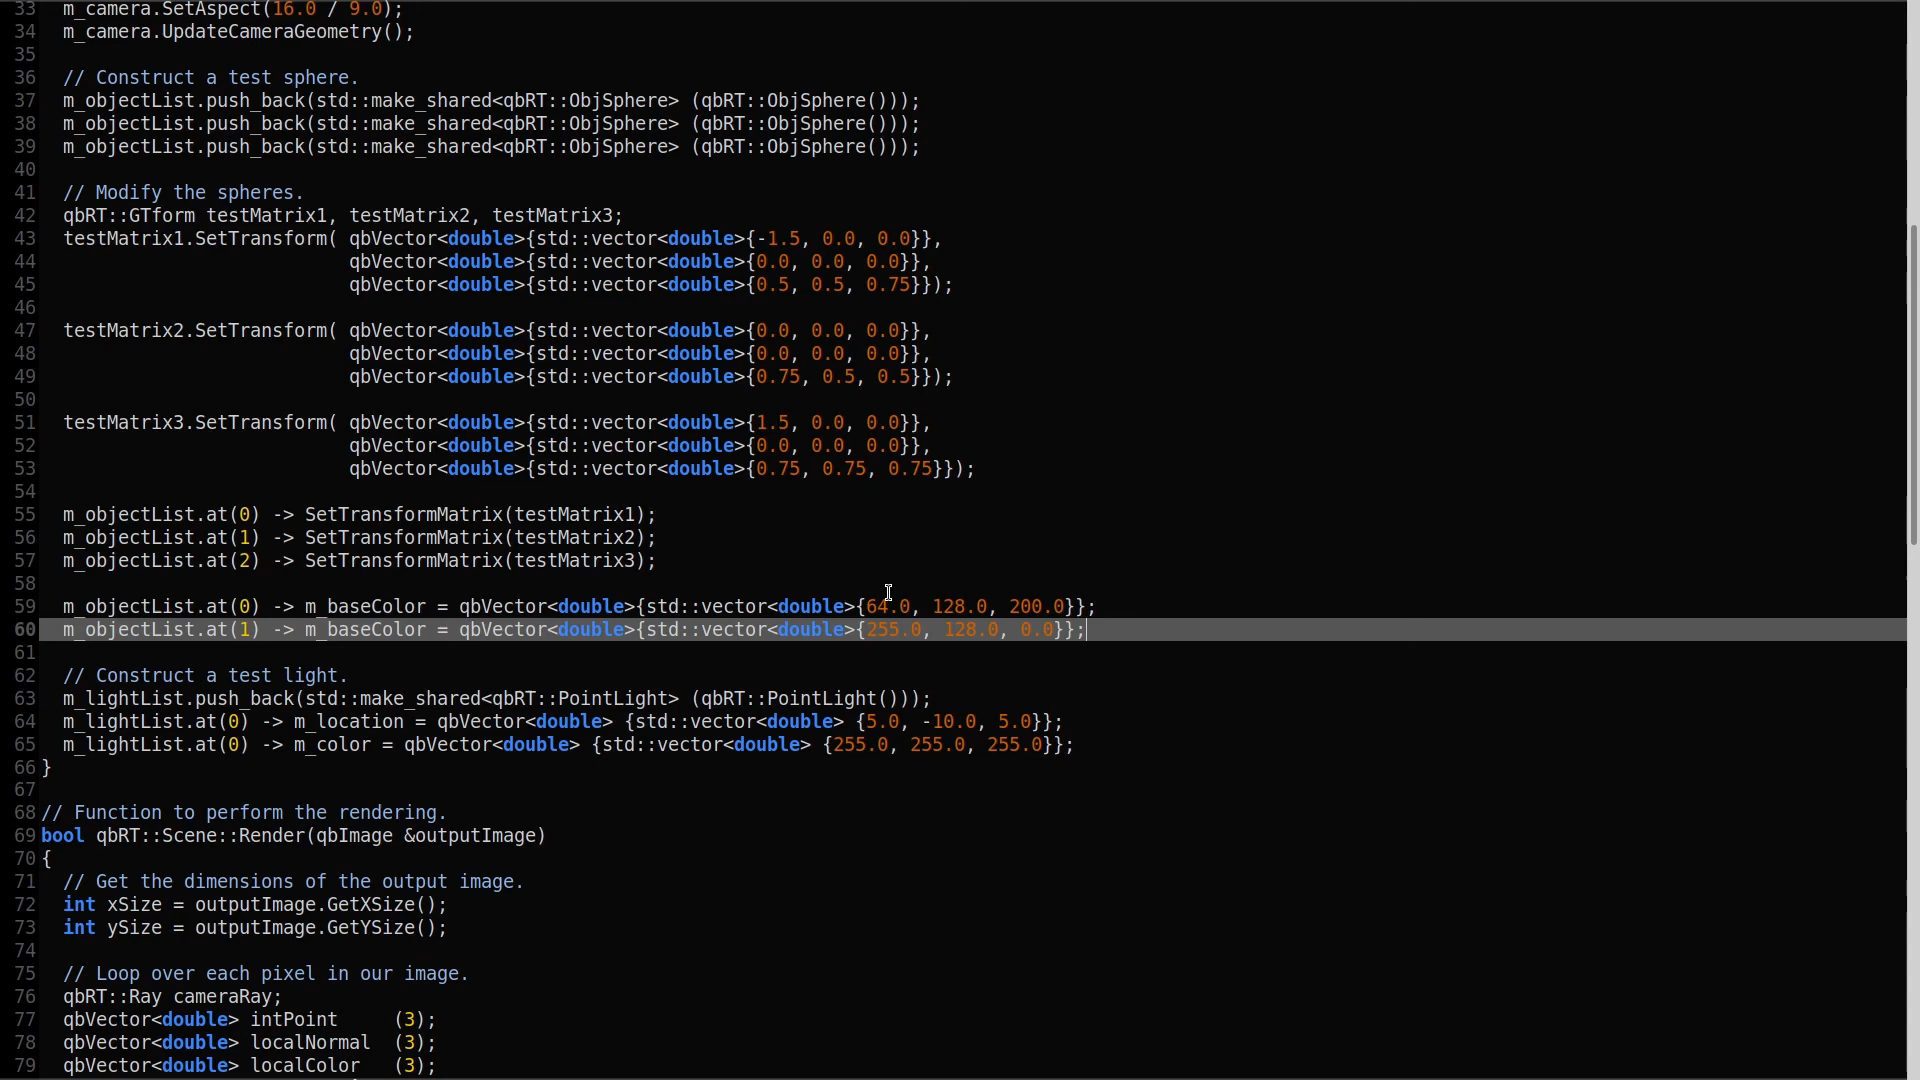 33 m_camera.SetAspect(16.0 / 9.0);
34 m_camera.UpdateCameraGeometry();
35
36 // Construct a test sphere.
37 m_objectList.push_back(std::make_shared<qbRT::ObjSphere> (qbRT::ObjSphere()));
38 m_objectList.push_back(std::make_shared<qbRT::ObjSphere> (qbRT::ObjSphere()));
39 m_objectList.push_back(std::make_shared<qbRT::ObjSphere> (qbRT::ObjSphere()));
40
41 // Modify the spheres.
42 qbRT::GTform testMatrix1, testMatrix2, testMatrix3;
43 testMatrix1.SetTransform( qbVector<double>{std::vector<double>{-1.5, 0.0, 0.0}},
44 qbVector<double>{std::vector<double>{0.0, 0.0, 0.0}},
45 qbVector<double>{std::vector<double>{0.5, 0.5, 0.75}});
46
47 testMatrix2.SetTransform( qbVector<double>{std::vector<double>{0.0, 0.0, 0.0}},
48 qbVector<double>{std::vector<double>{0.0, 0.0, 0.0}},
49 qbVector<double>{std::vector<double>{0.75, 0.5, 0.5}});
50
51 testMatrix3.SetTransform( qbVector<double>{std::vector<double>{1.5, 0.0, 0.0}},
52 qbVector<double>{std::vector<double>{0.0, 0.0, 0.0}},
53 qbVector<double>{std::vector<double>{0.75, 0.75, 0.75}});
54
55 m_objectList.at(0) -> SetTransformMatrix(testMatrix1);
56 m_objectList.at(1) -> SetTransformMatrix(testMatrix2);
57 m_objectList.at(2) -> SetTransformMatrix(testMatrix3);
58
59 m_objectList.at(0) -> m_baseColor = qbVector<double>{std::vector<double>{64.0, 128.0, 200.0}};
60 m_objectList.at(1) -> m_baseColor = qbVector<double>{std::vector<double>{255.0, 128.0, 0.0}};
61
62 // Construct a test light.
63 m_lightList.push_back(std::make_shared<qbRT::PointLight> (qbRT::PointLight()));
64 m_lightList.at(0) -> m_location = qbVector<double> {std::vector<double> {5.0, -10.0, 5.0}};
65 m_lightList.at(0) -> m_color = qbVector<double> {std::vector<double> {255.0, 255.0, 255.0}};
66 }
67
68 // Function to perform the rendering.
69 bool qbRT::Scene::Render(qbImage &outputImage)
70 {
71 // Get the dimensions of the output image.
72 int xSize = outputImage.GetXSize();
73 int ySize = outputImage.GetYSize();
74
75 // Loop over each pixel in our image.
76 qbRT::Ray cameraRay;
77 qbVector<double> intPoint (3);
78 qbVector<double> localNormal (3);
79 qbVector<double> localColor (3);